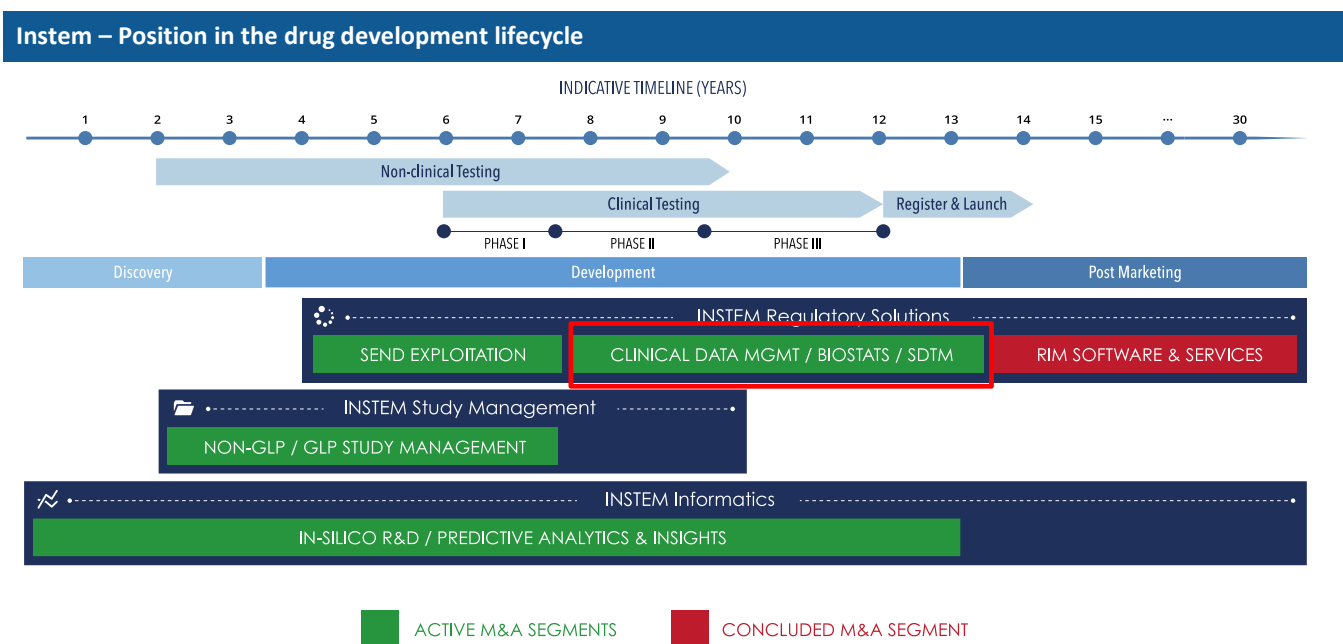 Instem – Position in the drug development lifecycle
INDICATIVE TIMELINE (YEARS)
1 2 3 4 5 6 7 8 9 10 11 12 13 14 15 ... 30
Non-clinical Testing
Clinical Testing
Register & Launch
PHASE I PHASE II PHASE III
Discovery Development Post Marketing
INSTEM Regulatory Solutions
SEND EXPLOITATION CLINICAL DATA MGMT / BIOSTATS / SDTM RIM SOFTWARE & SERVICES
INSTEM Study Management
NON-GLP / GLP STUDY MANAGEMENT
INSTEM Informatics
IN-SILICO R&D / PREDICTIVE ANALYTICS & INSIGHTS
ACTIVE M&A SEGMENTS CONCLUDED M&A SEGMENT